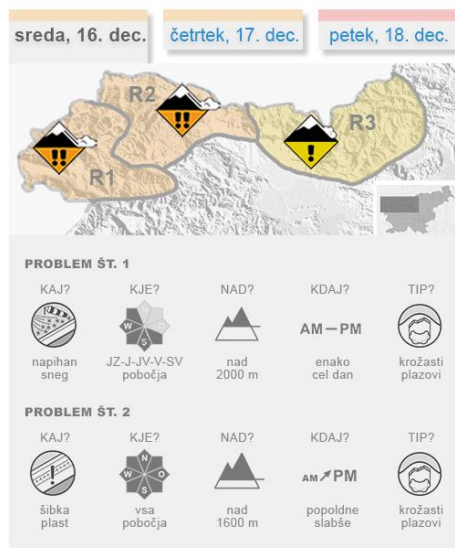 sreda, 16. dec.
četrtek, 17. dec.
petek, 18. dec.
R2
R3
R1
PROBLEM ŠT. 1
KAJ? KJE? NAD? KDAJ? TIP?
W S
AM—PM
napihan JZ-J-JV-V-SV nad enako krožasti
sneg pobočja 2000 m cel dan plazovi
PROBLEM ŠT. 2
KAJ? KJE? NAD? KDAJ? TIP?
N W O S
AM PM
šibka vsa nad popoldne krožasti
plast pobočja 1600 m slabše plazovi